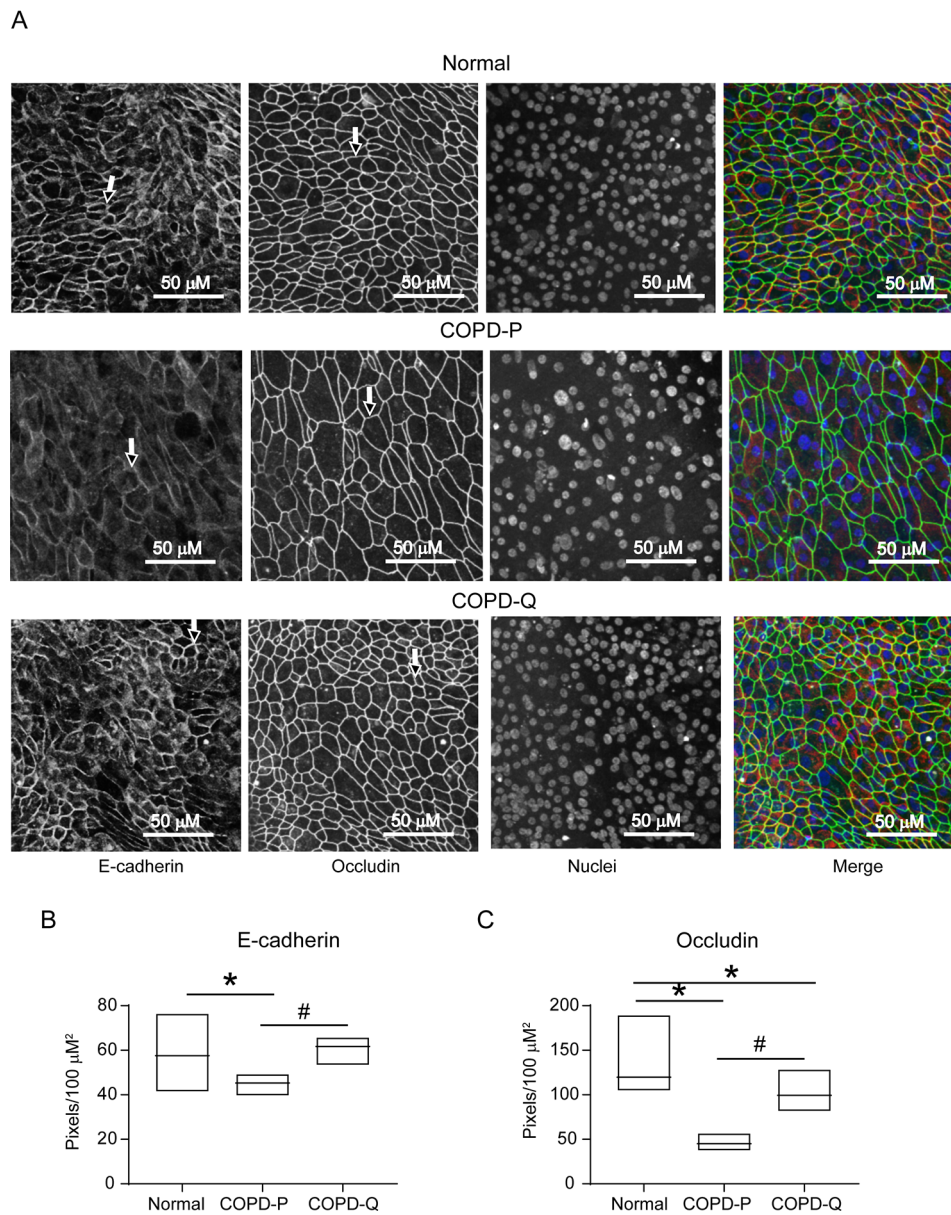 A
Normal
50 μM 50 μM 50 μM 50 μM
COPD-P
50 μM 50 μM 50 μM 50 μM
COPD-Q
50 μM 50 μM 50 μM 50 μM
E-cadherin Occludin Nuclei Merge
B
E-cadherin
*
#
Pixels/100 μM²
80
60
40
20
0
Normal COPD-P COPD-Q
C
Occludin
*
*
#
Pixels/100 μM²
200
150
100
50
0
Normal COPD-P COPD-Q